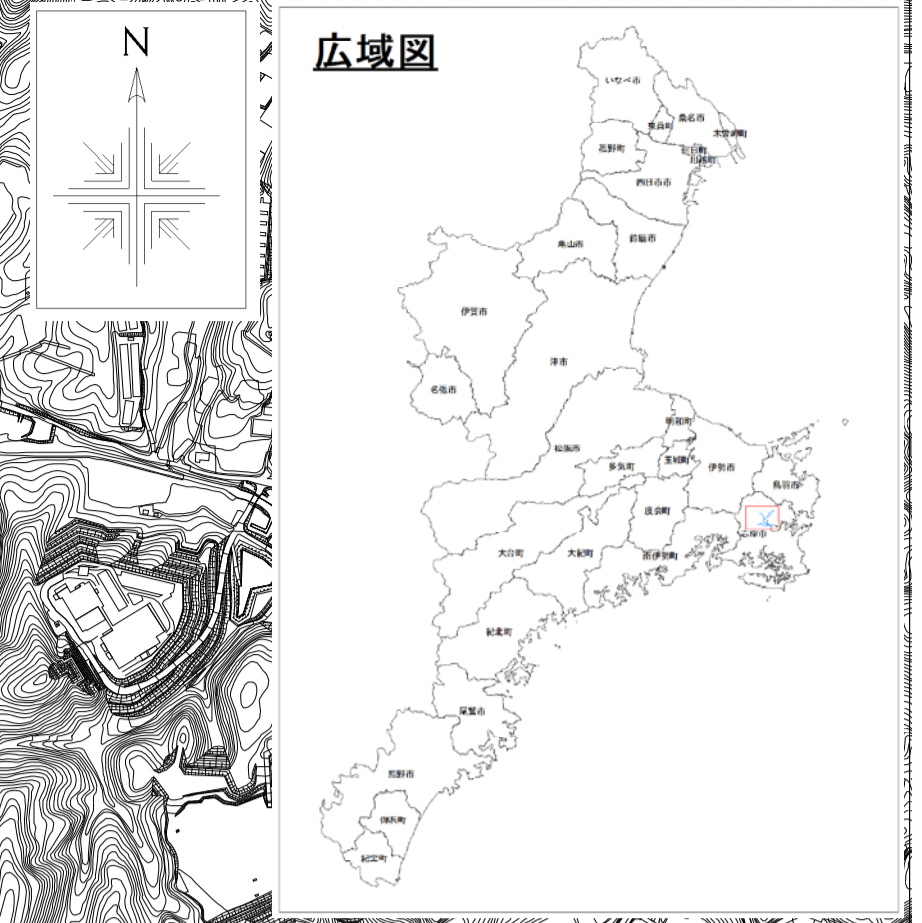 N
広域図
いなべ市
桑名市
東員町
木曽岬町
菰野町
朝日町
川越町
四日市市
鈴鹿市
亀山市
伊賀市
津市
名張市
明和町
松阪市
多気町
玉城町
伊勢市
鳥羽市
度会町
志摩市
大台町
大紀町
南伊勢町
紀北町
尾鷲市
熊野市
御浜町
紀宝町